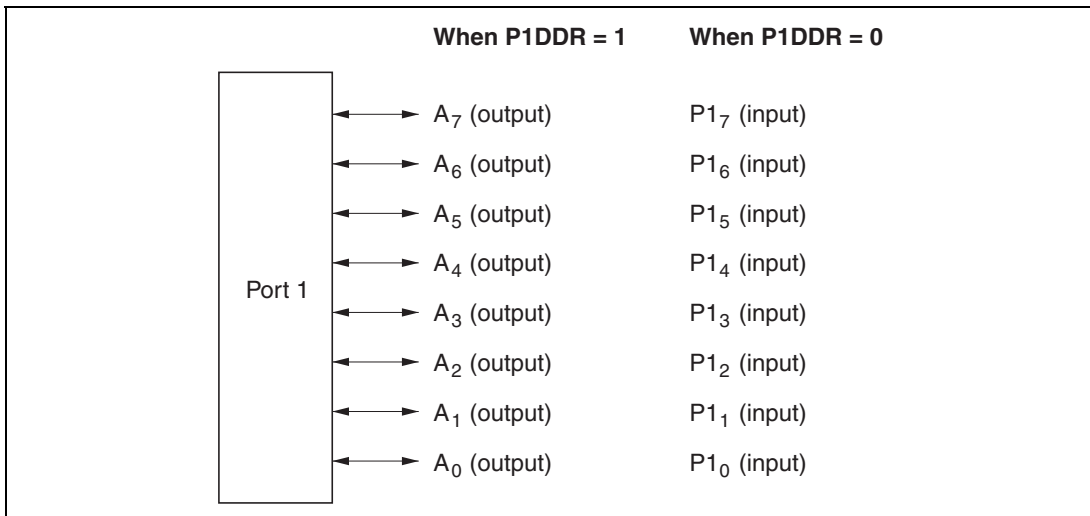 When P1DDR = 1 When P1DDR = 0
A7 (output) P17 (input)
A6 (output) P16 (input)
A5 (output) P15 (input)
A4 (output) P14 (input)
Port 1
A3 (output) P13 (input)
A2 (output) P12 (input)
A1 (output) P11 (input)
A0 (output) P10 (input)